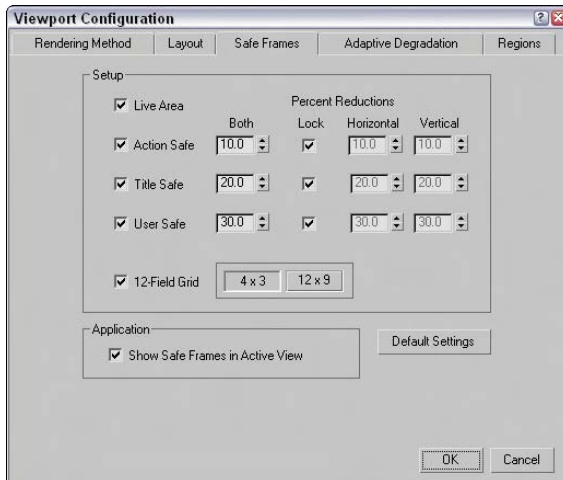 Viewport Configuration
Rendering Method Layout Safe Frames Adaptive Degradation Regions
Setup
Live Area Percent Reductions
Both Lock Horizontal Vertical
Action Safe 10.0 10.0 10.0
Title Safe 20.0 20.0 20.0
User Safe 30.0 30.0 30.0
12-Field Grid 4 x 3 12 x 9
Application
Show Safe Frames in Active View
Default Settings
OK Cancel